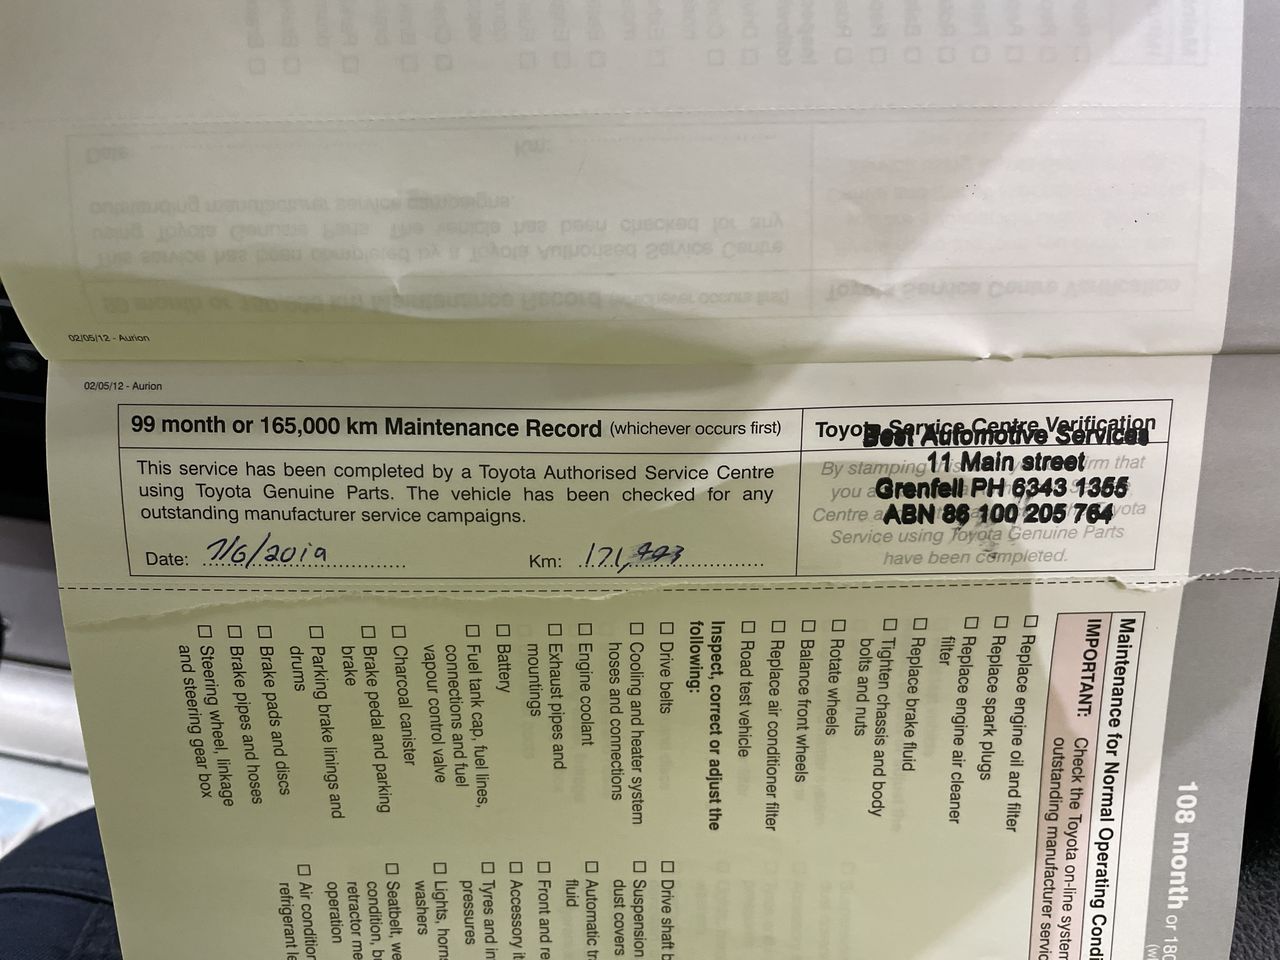 02/05/12 - Aurion
02/05/12 - Aurion
99 month or 165,000 km Maintenance Record (whichever occurs first)
This service has been completed by a Toyota Authorised Service Centre
using Toyota Genuine Parts. The vehicle has been checked for any
outstanding manufacturer service campaigns.
Date: 7/6/2019
Km: 171,
Toyota Service Centre Verification
Best Automotive Services
11 Main street
Grenfell PH 6343 1355
ABN 86 100 205 764
By stamping this rm that
you a
Centre a yota
Service using Toyota Genuine Parts
have been completed.
108 month or 180
Maintenance for Normal Operating Condi
IMPORTANT: Check the Toyota on-line system
outstanding manufacturer servic
☐ Replace engine oil and filter
☐ Replace spark plugs
☐ Replace engine air cleaner
filter
☐ Replace brake fluid
☐ Tighten chassis and body
bolts and nuts
☐ Rotate wheels
☐ Balance front wheels
☐ Replace air conditioner filter
☐ Road test vehicle
Inspect, correct or adjust the
following:
☐ Drive belts
☐ Cooling and heater system
hoses and connections
☐ Engine coolant
☐ Exhaust pipes and
mountings
☐ Battery
☐ Fuel tank cap, fuel lines,
connections and fuel
vapour control valve
☐ Charcoal canister
☐ Brake pedal and parking
brake
☐ Parking brake linings and
drums
☐ Brake pads and discs
☐ Brake pipes and hoses
☐ Steering wheel, linkage
and steering gear box
☐ Drive shaft b
☐ Suspension
dust covers
☐ Automatic tr
fluid
☐ Front and re
☐ Accessory it
☐ Tyres and in
pressures
☐ Lights, horn
washers
☐ Seatbelt, we
condition, bu
retractor me
operation
☐ Air condition
refrigerant le